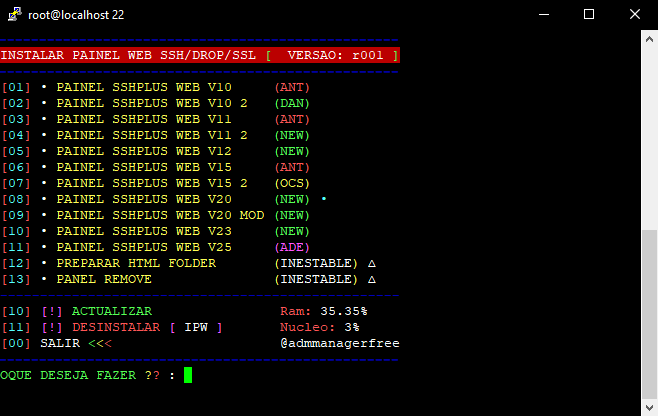 root@localhost 22
INSTALAR PAINEL WEB SSH/DROP/SSL [  VERSAO: r001 ]
[01] • PAINEL SSHPLUS WEB V10 (ANT)
[02] • PAINEL SSHPLUS WEB V10 2 (DAN)
[03] • PAINEL SSHPLUS WEB V11 (ANT)
[04] • PAINEL SSHPLUS WEB V11 2 (NEW)
[05] • PAINEL SSHPLUS WEB V12 (NEW)
[06] • PAINEL SSHPLUS WEB V15 (ANT)
[07] • PAINEL SSHPLUS WEB V15 2 (OCS)
[08] • PAINEL SSHPLUS WEB V20 (NEW) •
[09] • PAINEL SSHPLUS WEB V20 MOD (NEW)
[10] • PAINEL SSHPLUS WEB V23 (NEW)
[11] • PAINEL SSHPLUS WEB V25 (ADE)
[12] • PREPARAR HTML FOLDER (INESTABLE) Δ
[13] • PANEL REMOVE (INESTABLE) Δ
[10] [!] ACTUALIZAR Ram: 35.35%
[11] [!] DESINSTALAR [ IPW ] Nucleo: 3%
[00] SALIR <<< @admmanagerfree
OQUE DESEJA FAZER ?? :